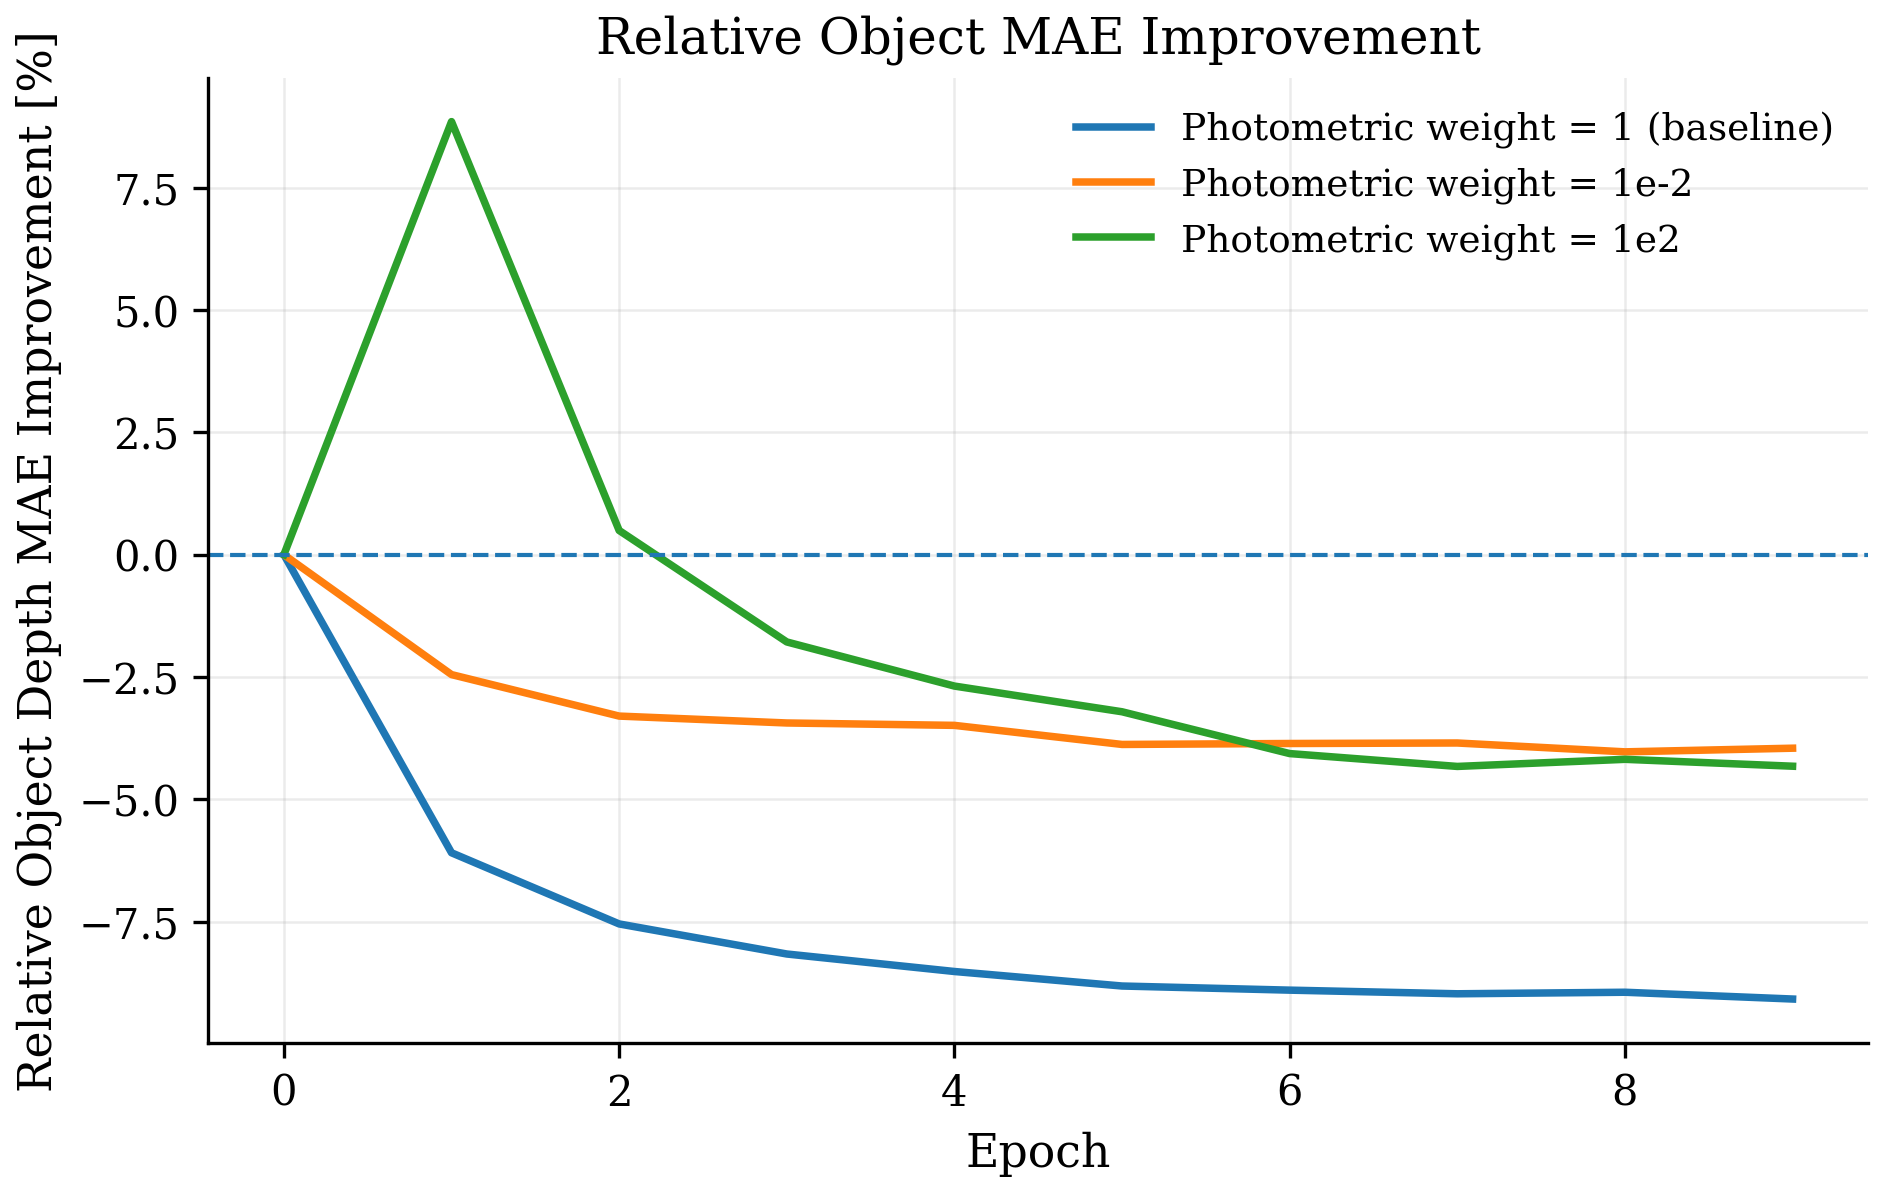 Relative Object MAE Improvement
Relative Object Depth MAE Improvement [%]
Photometric weight = 1 (baseline)
Photometric weight = 1e-2
Photometric weight = 1e2
7.5
5.0
2.5
0.0
−2.5
−5.0
−7.5
0 2 4 6 8
Epoch